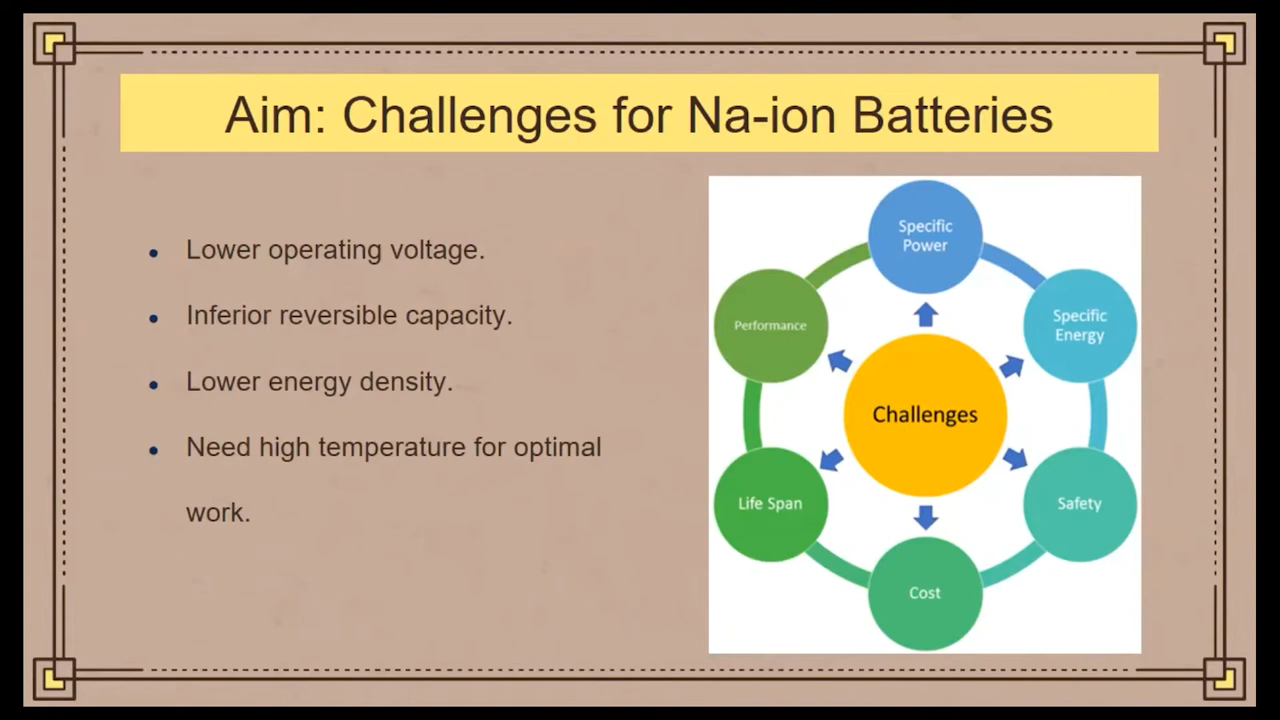 Aim: Challenges for Na-ion Batteries
Lower operating voltage.
Inferior reversible capacity.
Lower energy density.
Need high temperature for optimal
work.
Specific
Power
Specific
Energy
Safety
Cost
Life Span
Performance
Challenges